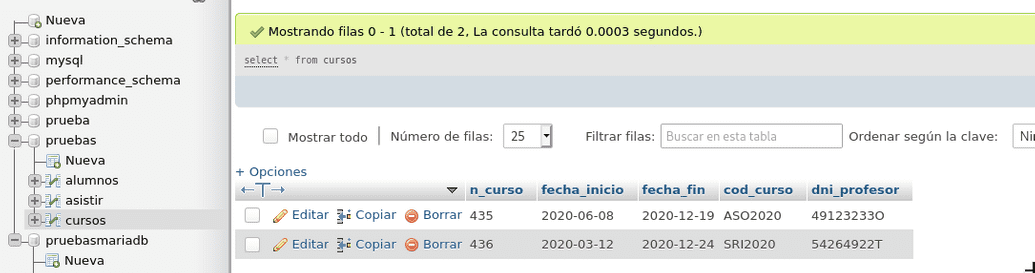 Nueva
information_schema
mysql
performance_schema
phpmyadmin
prueba
pruebas
Nueva
alumnos
asistir
cursos
pruebasmariadb
Nueva
Mostrando filas 0 - 1 (total de 2, La consulta tardó 0.0003 segundos.)
select * from cursos
Mostrar todo Número de filas: 25 Filtrar filas: Buscar en esta tabla Ordenar según la clave:
+ Opciones
←T→ n_curso fecha_inicio fecha_fin cod_curso dni_profesor
Editar Copiar Borrar 435 2020-06-08 2020-12-19 ASO2020 49123233O
Editar Copiar Borrar 436 2020-03-12 2020-12-24 SRI2020 54264922T